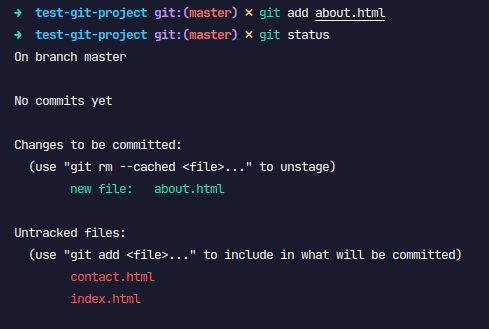 ➜ test-git-project git:(master) ✕ git add about.html
➜ test-git-project git:(master) ✕ git status
On branch master
No commits yet
Changes to be committed:
(use "git rm --cached <file>..." to unstage)
new file: about.html
Untracked files:
(use "git add <file>..." to include in what will be committed)
contact.html
index.html